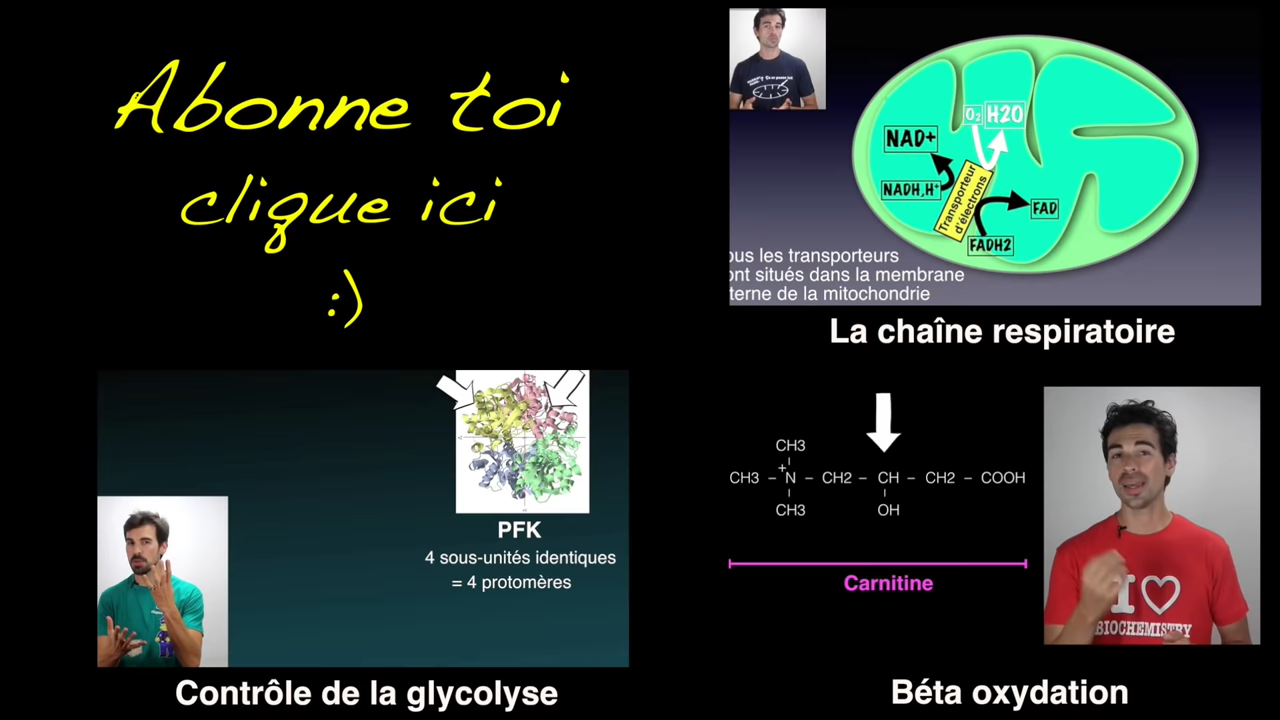 Abonne toi
clique ici
:)
O₂ H2O
NAD+
NADH,H⁺
Transporteur
d'électrons
FAD
FADH2
ous les transporteurs
ont situés dans la membrane
terne de la mitochondrie
La chaîne respiratoire
PFK
4 sous-unités identiques
= 4 protomères
Contrôle de la glycolyse
CH3
+
CH3 – N – CH2 – CH – CH2 – COOH
CH3 OH
Carnitine
I ♡
BIOCHEMISTRY
Béta oxydation